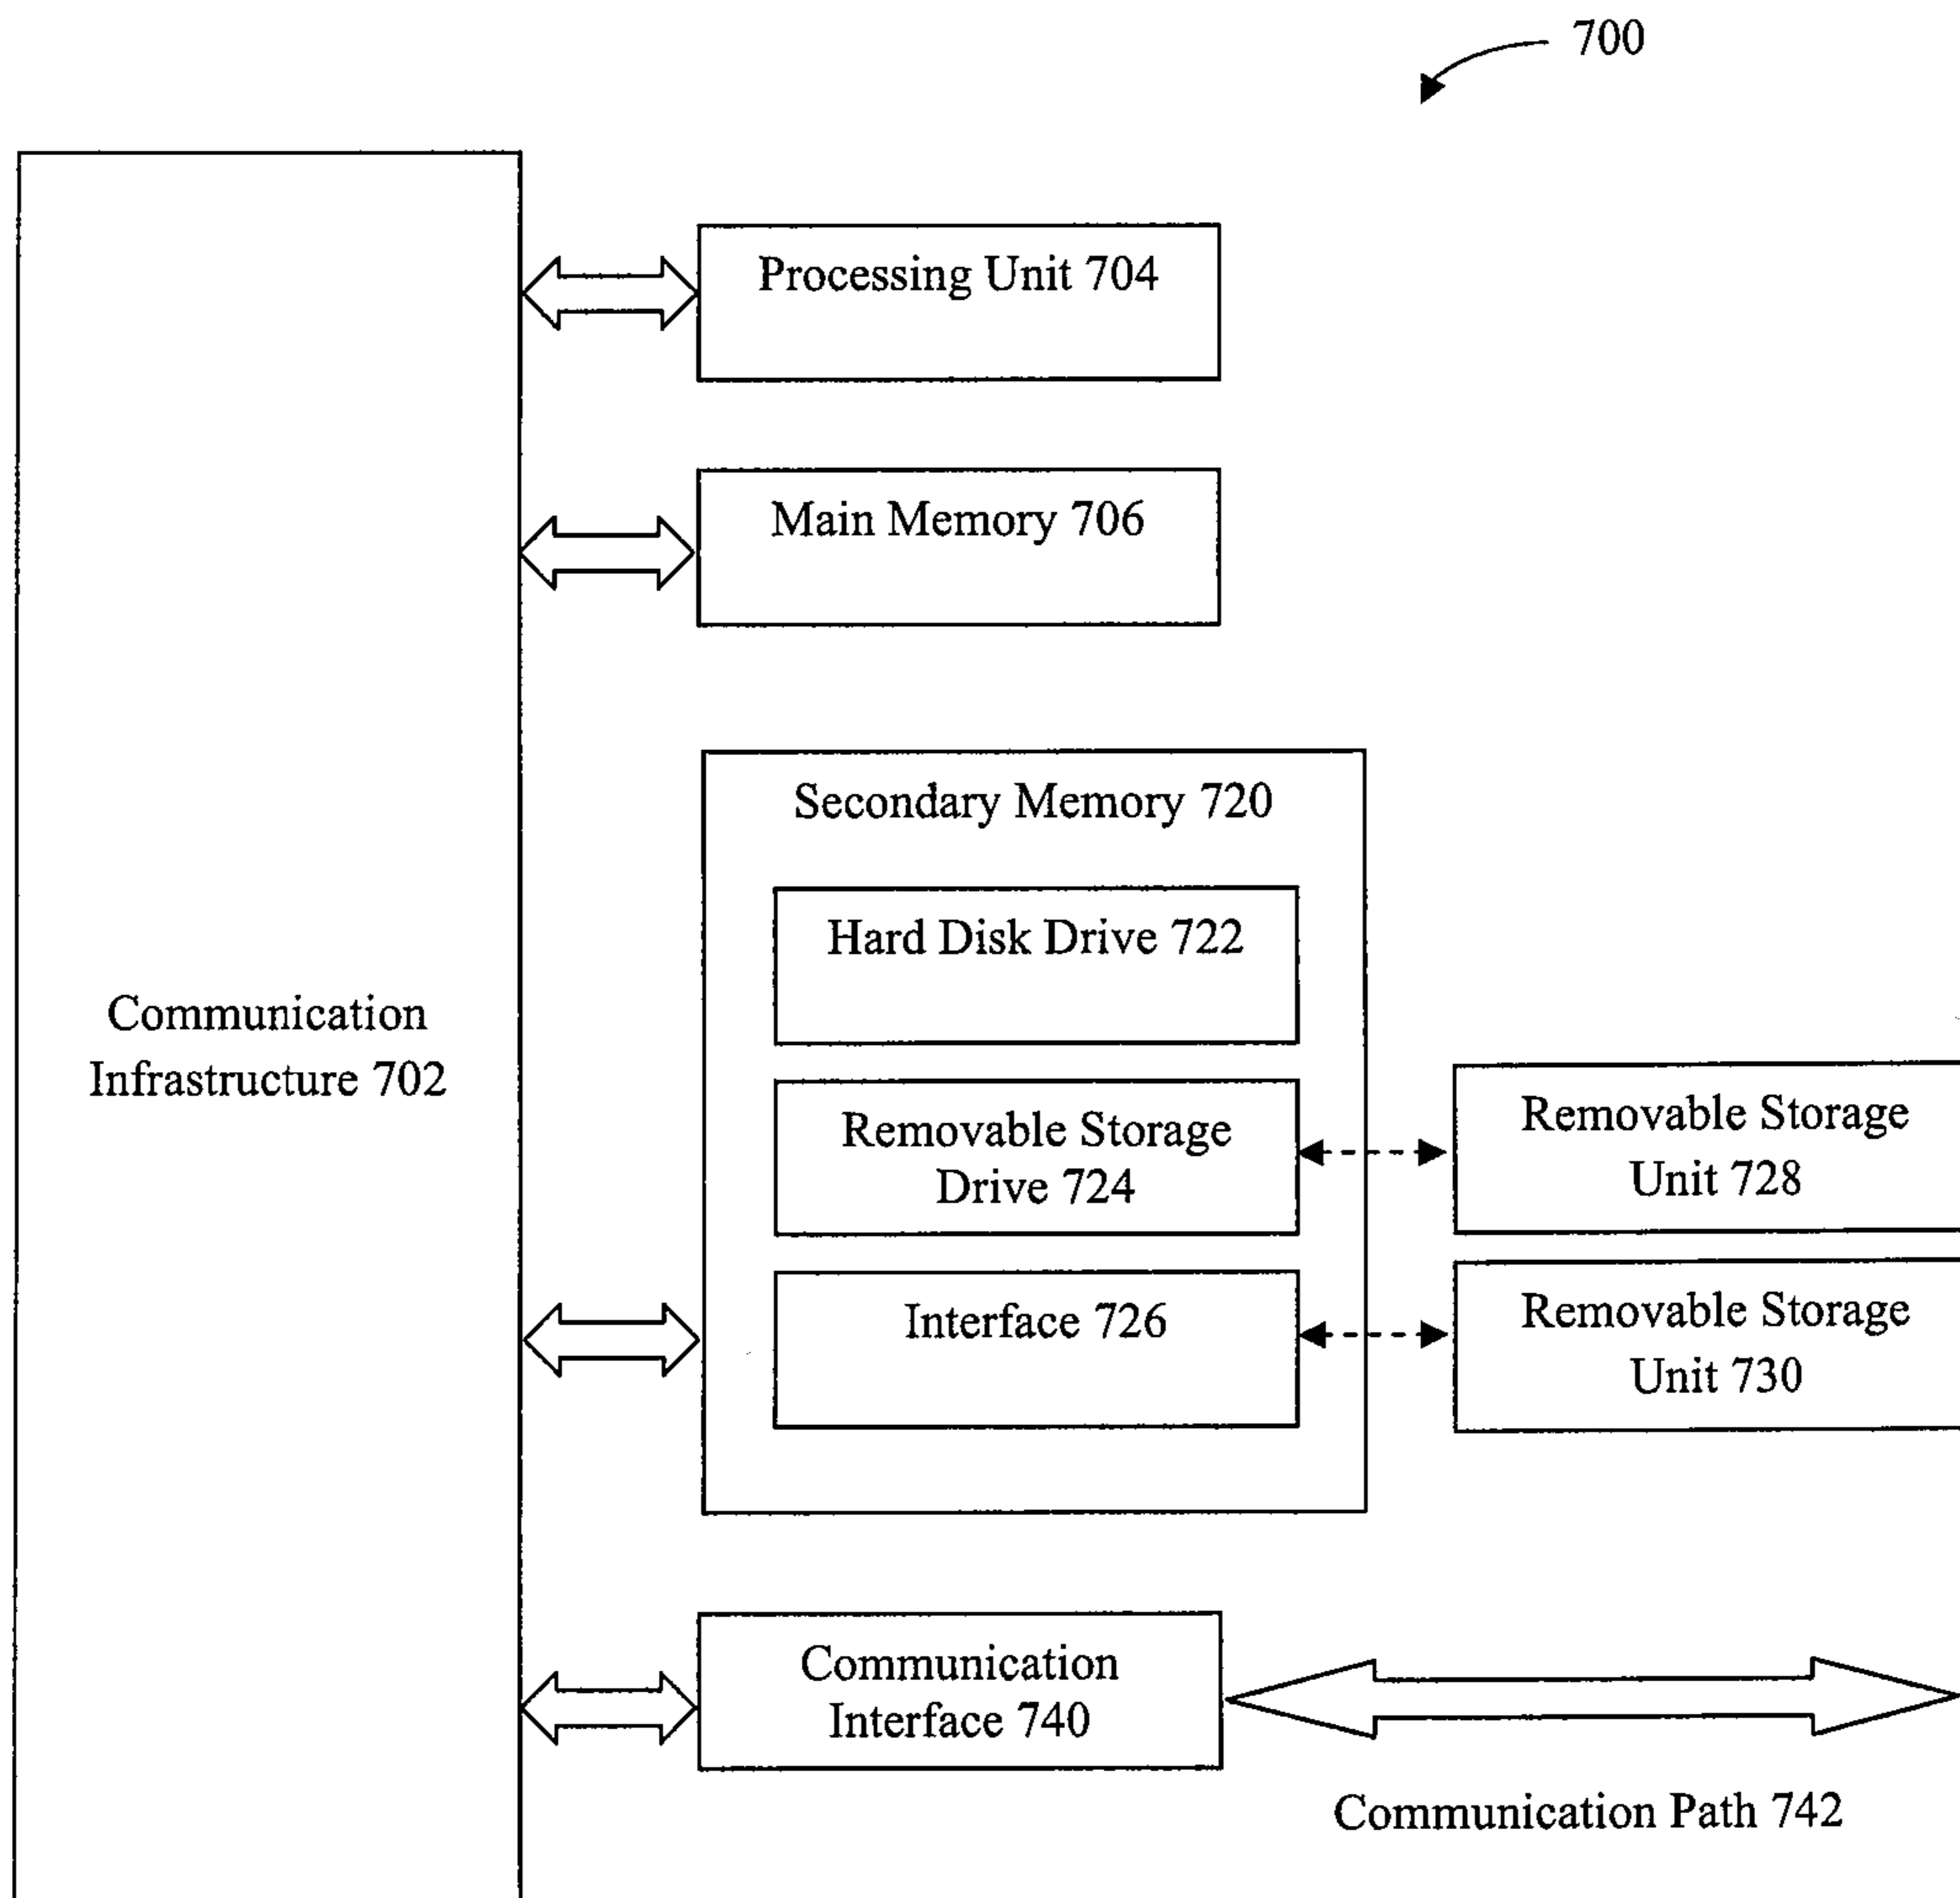 700
Processing Unit 704
Main Memory 706
Secondary Memory 720
Hard Disk Drive 722
Communication
Infrastructure 702
Removable Storage
Drive 724
Removable Storage
Unit 728
Interface 726
Removable Storage
Unit 730
Communication
Interface 740
Communication Path 742